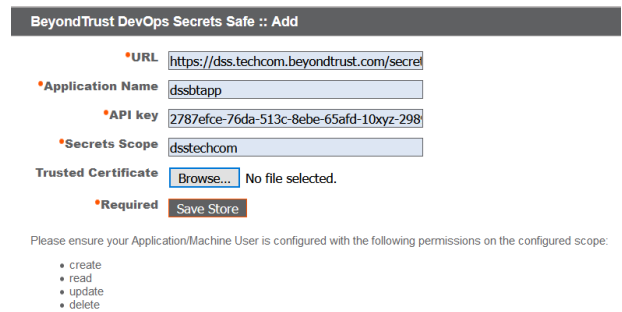 BeyondTrust DevOps Secrets Safe :: Add
•URL https://dss.techcom.beyondtrust.com/secret
•Application Name dssbtapp
•API key 2787efce-76da-513c-8ebe-65afd-10xyz-298
•Secrets Scope dsstechcom
Trusted Certificate Browse... No file selected.
•Required Save Store
Please ensure your Application/Machine User is configured with the following permissions on the configured scope:
• create
• read
• update
• delete